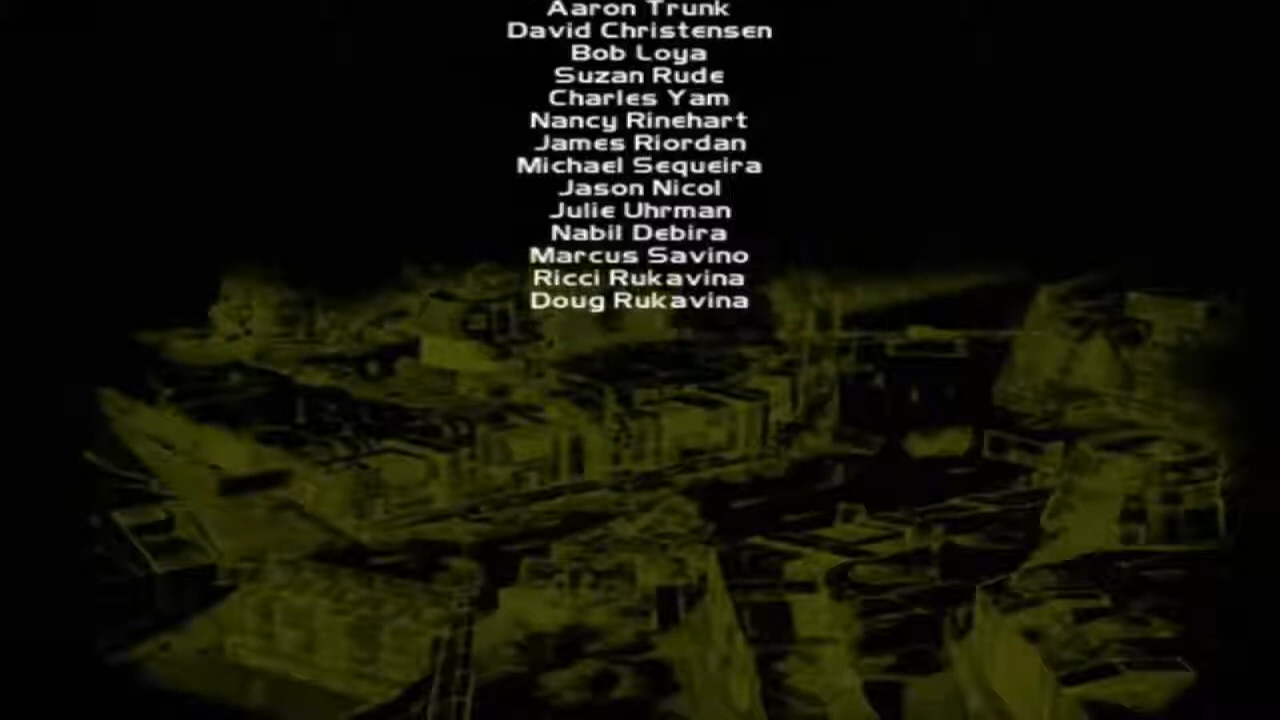 Aaron Trunk
David Christensen
Bob Loya
Suzan Rude
Charles Yam
Nancy Rinehart
James Riordan
Michael Sequeira
Jason Nicol
Julie Uhrman
Nabil Debira
Marcus Savino
Ricci Rukavina
Doug Rukavina